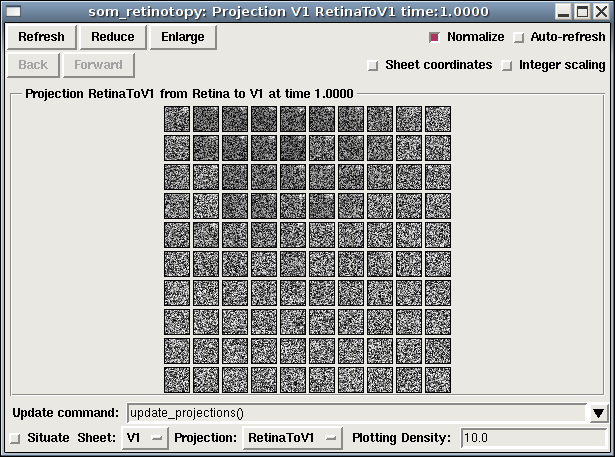 som_retinotopy: Projection V1 RetinaToV1 time:1.0000
Refresh Reduce Enlarge Normalize Auto-refresh
Back Forward Sheet coordinates Integer scaling
Projection RetinaToV1 from Retina to V1 at time 1.0000
Update command: update_projections()
Situate Sheet: V1 Projection: RetinaToV1 Plotting Density: 10.0